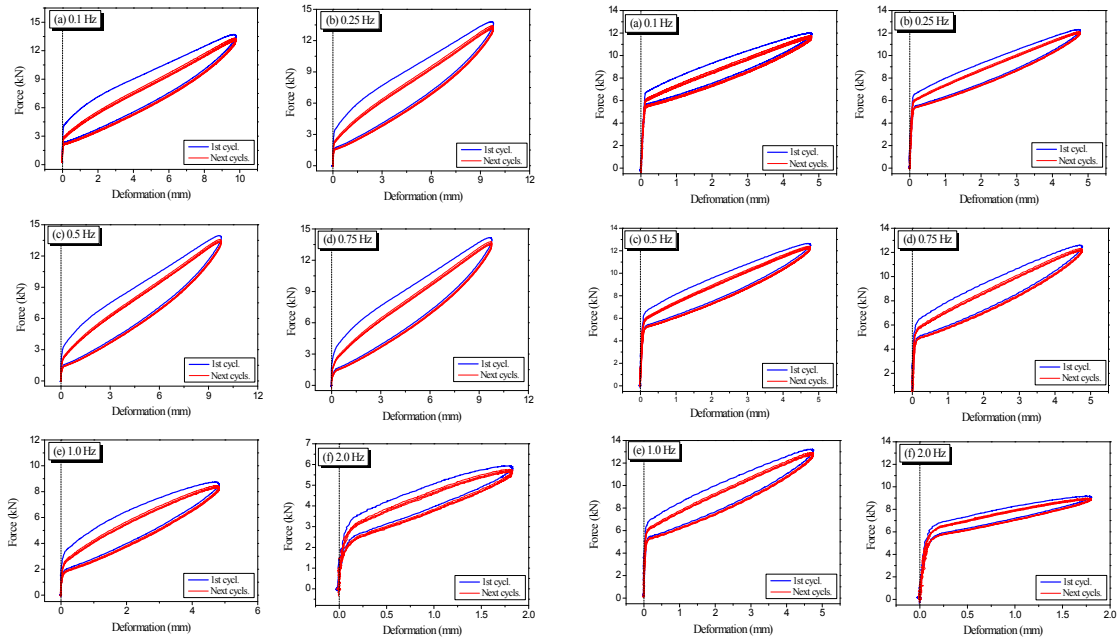 (a) 0.1 Hz
Force (kN)
15
12
9
6
3
0
1st cycl.
Next cycls.
0 2 4 6 8 10
Deformation (mm)
(b) 0.25 Hz
Force (kN)
15
12
9
6
3
0
1st cycl.
Next cycls.
0 3 6 9 12
Deformation (mm)
(a) 0.1 Hz
Force (kN)
14
12
10
8
6
4
2
0
1st cycl.
Next cycls.
0 1 2 3 4 5
Defromation (mm)
(b) 0.25 Hz
Force (kN)
14
12
10
8
6
4
2
0
1st cycl.
Next cycls.
0 1 2 3 4 5
Deformation (mm)
(c) 0.5 Hz
Force (kN)
15
12
9
6
3
0
1st cycl.
Next cycls.
0 3 6 9 12
Deformation (mm)
(d) 0.75 Hz
Force (kN)
15
12
9
6
3
0
1st cycl.
Next cycls.
0 3 6 9 12
Deformation (mm)
(c) 0.5 Hz
Force (kN)
14
12
10
8
6
4
2
0
1st cycl.
Next cycls.
0 1 2 3 4 5
Deformation (mm)
(d) 0.75 Hz
Force (kN)
12
10
8
6
4
2
1st cycl.
Next cycls.
0 1 2 3 4 5
Deformation (mm)
(e) 1.0 Hz
Force (kN)
12
10
8
6
4
2
0
1st cycl.
Next cycls.
0 2 4 6
Deformation (mm)
(f) 2.0 Hz
Force (kN)
7
6
5
4
3
2
1
0
1st cycl.
Next cycls.
0.0 0.5 1.0 1.5 2.0
Deformation (mm)
(e) 1.0 Hz
Force (kN)
14
12
10
8
6
4
2
0
1st cycl.
Next cycls.
0 1 2 3 4 5
Deformation (mm)
(f) 2.0 Hz
Force (kN)
14
12
10
8
6
4
2
0
1st cycl.
Next cycls.
0.0 0.5 1.0 1.5 2.0
Deformation (mm)